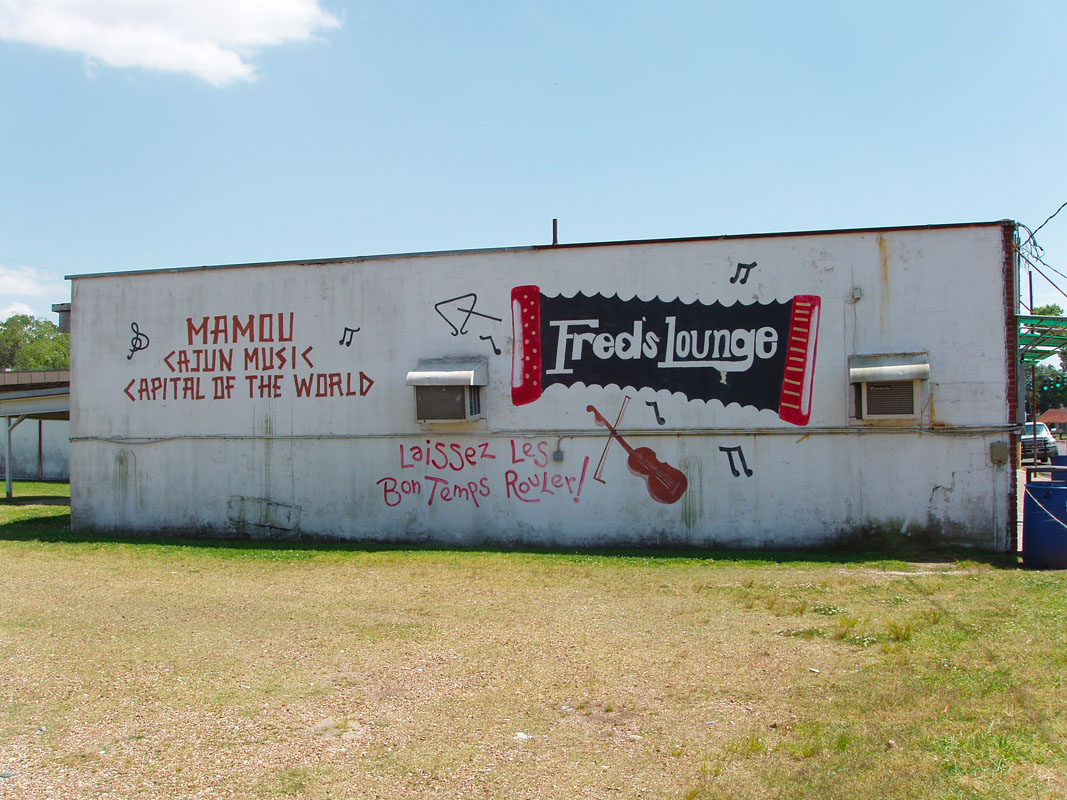 MAMOU
CAJUN MUSIC
CAPITAL OF THE WORLD
Fred's Lounge
Laissez Les
Bon Temps Rouler!